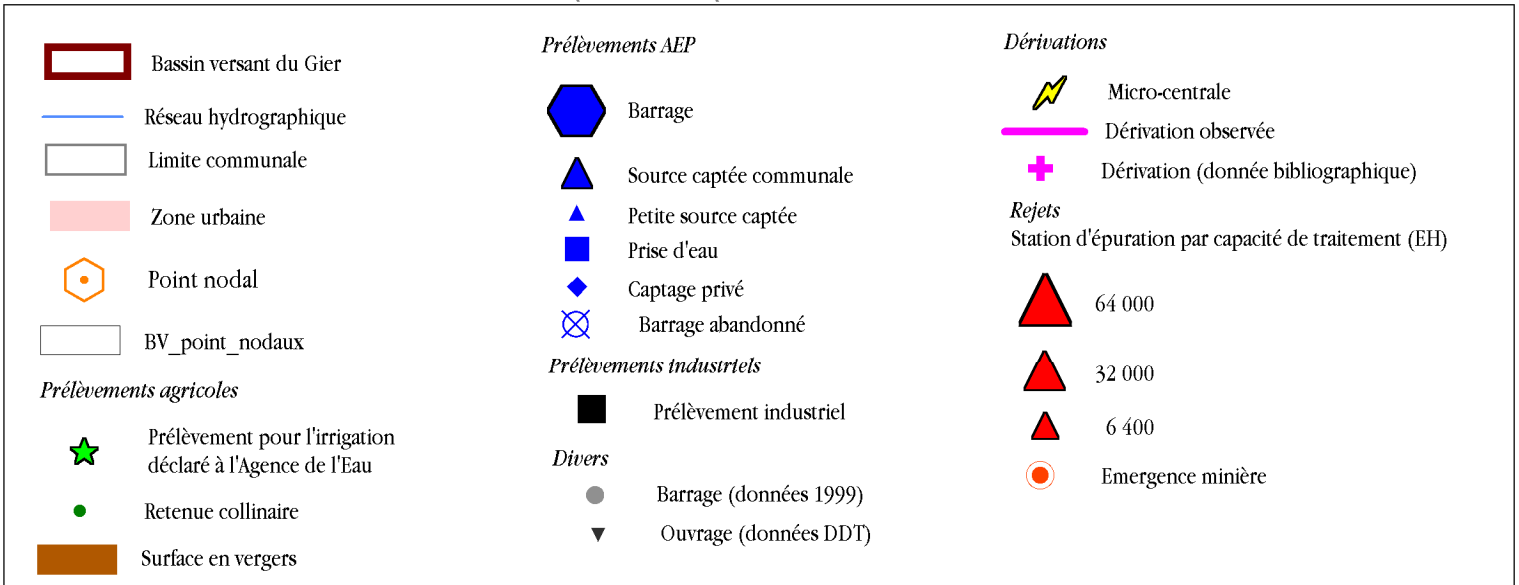 Bassin versant du Gier
Réseau hydrographique
Limite communale
Zone urbaine
Point nodal
BV_point_nodaux
Prélèvements agricoles
Prélèvement pour l'irrigation
déclaré à l'Agence de l'Eau
Retenue collinaire
Surface en vergers
Prélèvements AEP
Barrage
Source captée communale
Petite source captée
Prise d'eau
Captage privé
Barrage abandonné
Prélèvements industriels
Prélèvement industriel
Divers
Barrage (données 1999)
Ouvrage (données DDT)
Dérivations
Micro-centrale
Dérivation observée
Dérivation (donnée bibliographique)
Rejets
Station d'épuration par capacité de traitement (EH)
64 000
32 000
6 400
Emergence minière